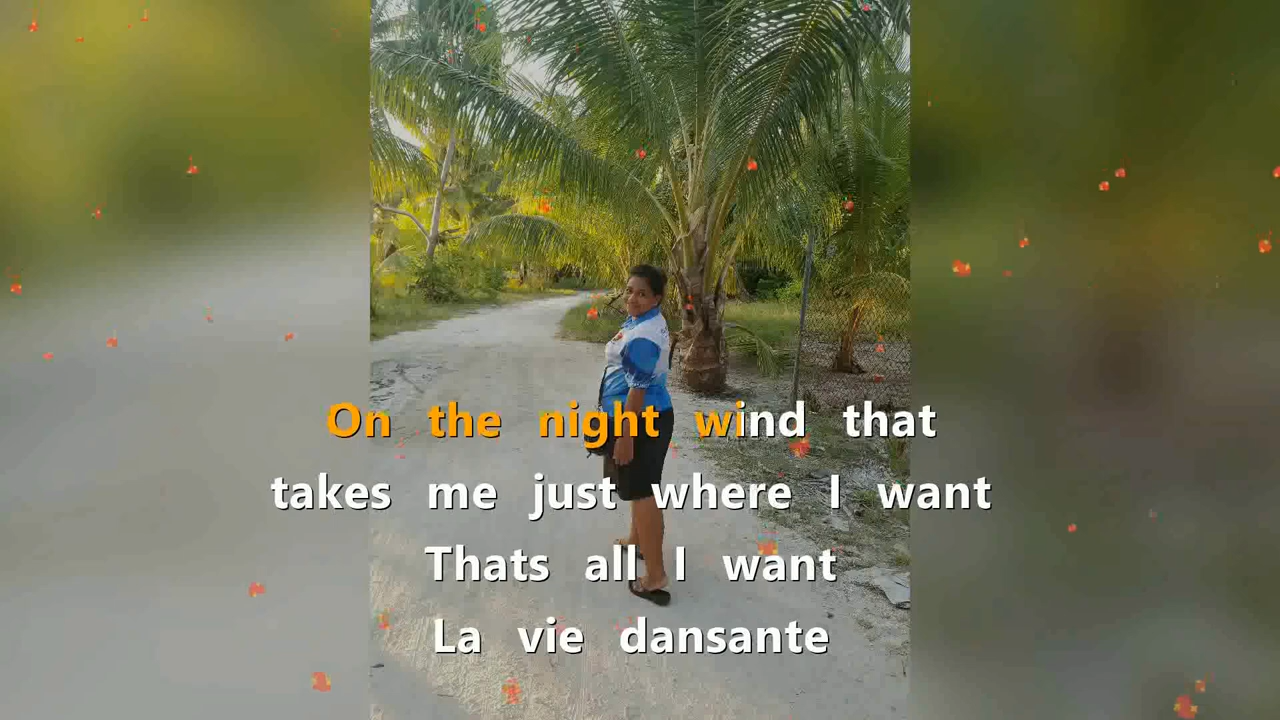 On the night wind that
takes me just where I want
Thats all I want
La vie dansante